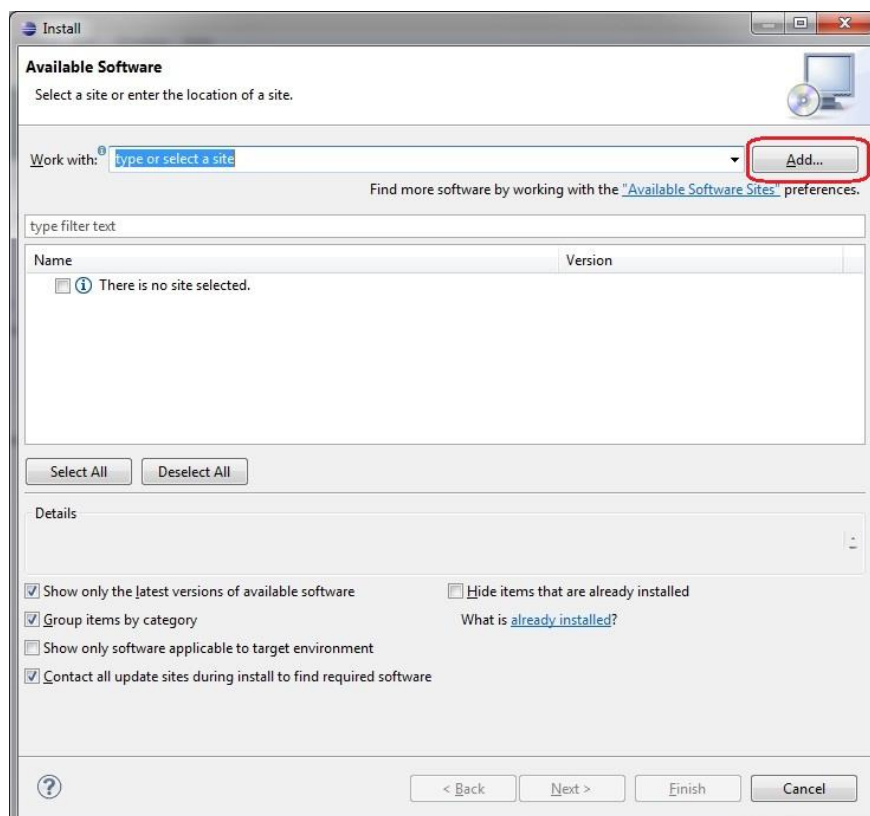 Install
Available Software
Select a site or enter the location of a site.
Work with: type or select a site Add...
Find more software by working with the "Available Software Sites" preferences.
type filter text
Name Version
There is no site selected.
Select All Deselect All
Details
Show only the latest versions of available software Hide items that are already installed
Group items by category What is already installed?
Show only software applicable to target environment
Contact all update sites during install to find required software
< Back Next > Finish Cancel